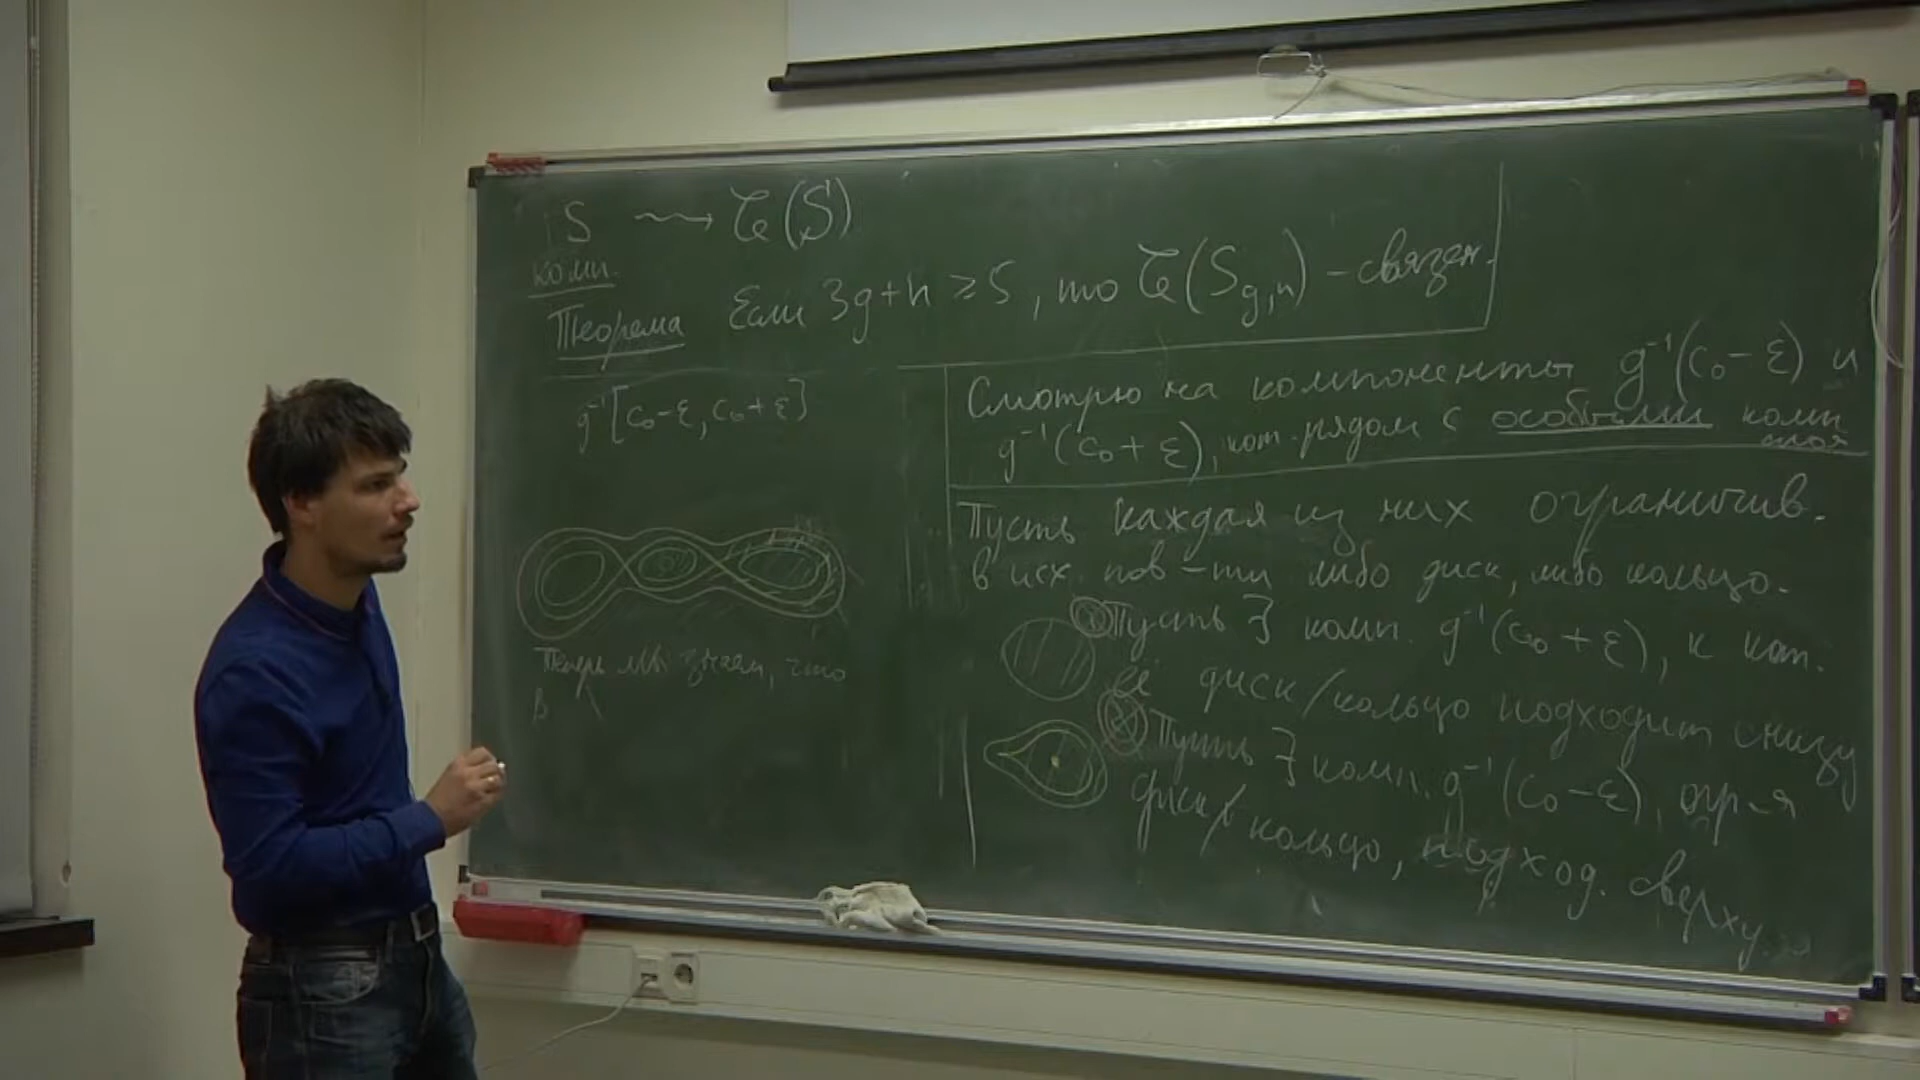 S ⟿ 𝒞(S)
комп.
Теорема Если 3g+n ≥ 5, то 𝒞(S_{g,n}) – связен.
g⁻¹[c₀-ε, c₀+ε]
Теперь мы знаем, что
в
Смотрю на компоненты g⁻¹(c₀-ε) и
g⁻¹(c₀+ε), кот. рядом с особыми комп
Пусть каждая из них ограничив.
в исх. пов-ти либо диск, либо кольцо.
Пусть ∃ комп. g⁻¹(c₀+ε), к кот.
её диск/кольцо подходит снизу
Пусть ∃ комп. g⁻¹(c₀-ε), огр-я
диск/кольцо, подход. сверху